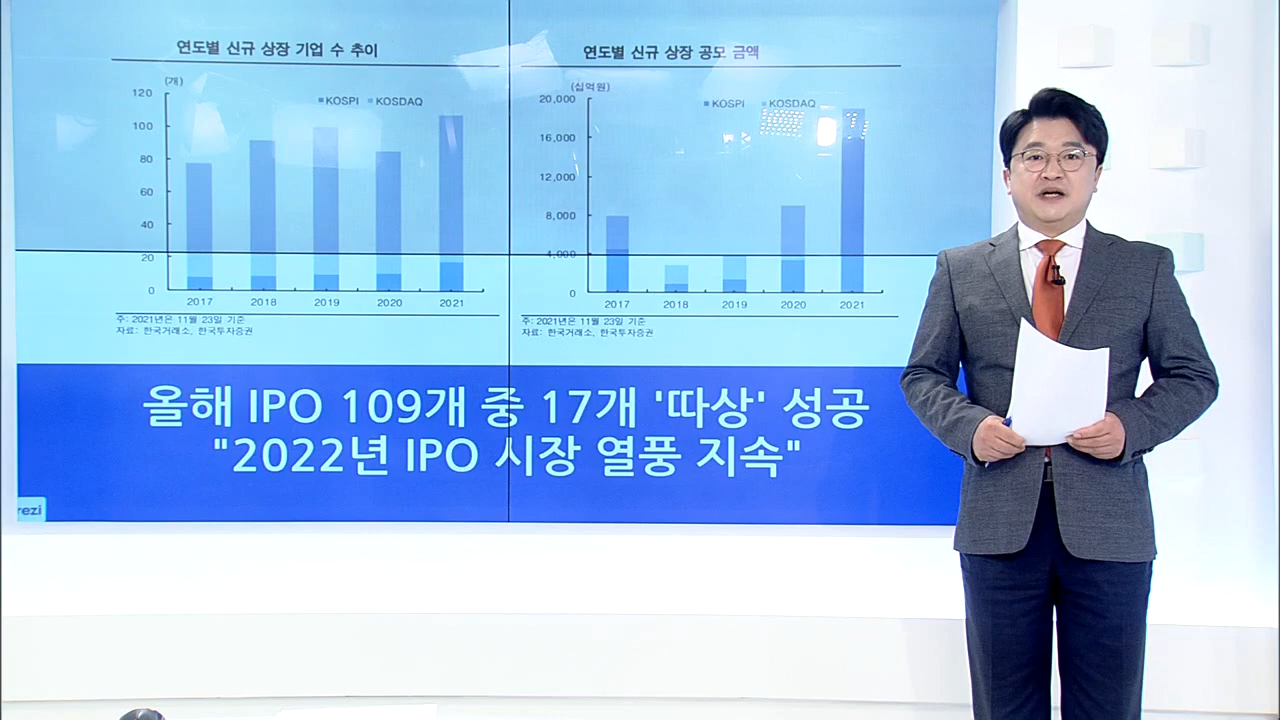 연도별 신규 상장 기업 수 추이
(개)
KOSPI KOSDAQ
120
100
80
60
40
20
0
2017 2018 2019 2020 2021
주: 2021년은 11월 23일 기준
자료: 한국거래소, 한국투자증권
연도별 신규 상장 공모 금액
(십억원)
KOSPI KOSDAQ
20,000
16,000
12,000
8,000
4,000
0
2017 2018 2019 2020 2021
주: 2021년은 11월 23일 기준
자료: 한국거래소, 한국투자증권
올해 IPO 109개 중 17개 '따상' 성공
"2022년 IPO 시장 열풍 지속"
rezi